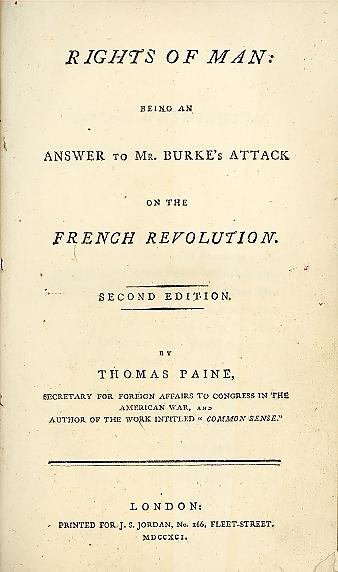 RIGHTS OF MAN:
BEING AN
ANSWER TO MR. BURKE'S ATTACK
ON THE
FRENCH REVOLUTION.
SECOND EDITION.
BY
THOMAS PAINE,
SECRETARY FOR FOREIGN AFFAIRS TO CONGRESS IN THE
AMERICAN WAR, AND
AUTHOR OF THE WORK INTITLED " COMMON SENSE."
LONDON:
PRINTED FOR J. S. JORDAN, No. 166, FLEET-STREET.
MDCCXCI.